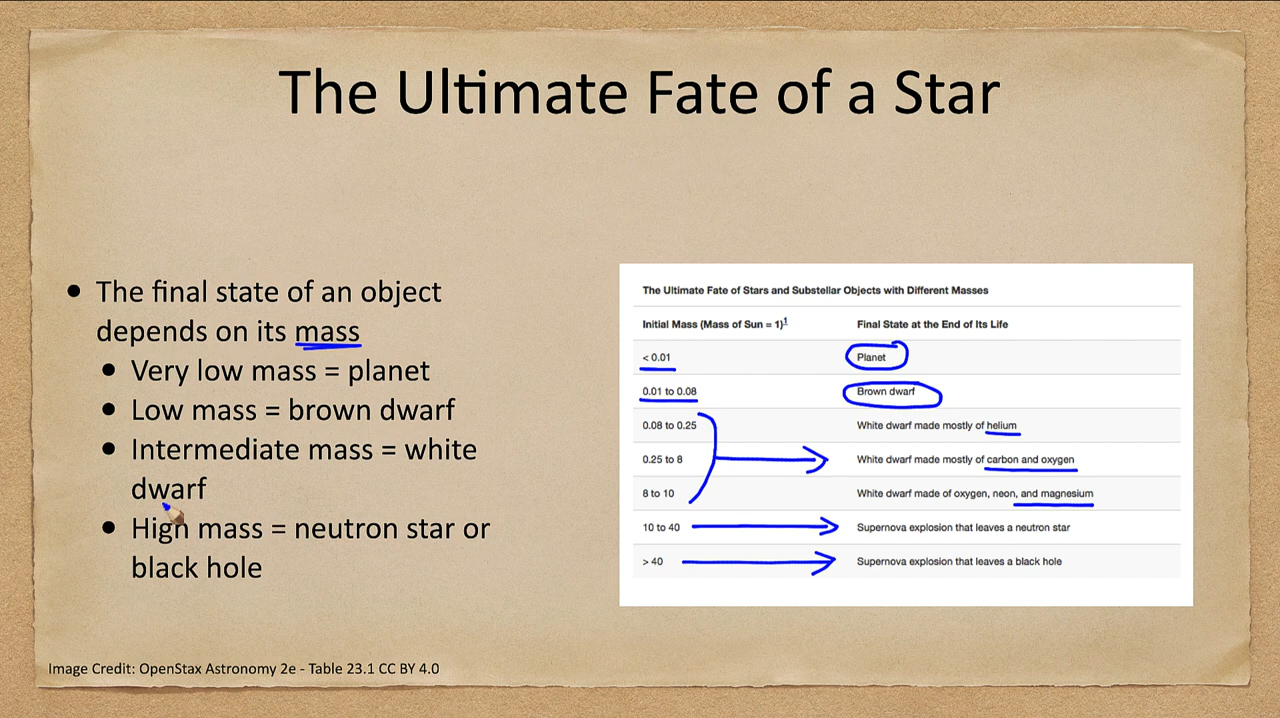 The Ultimate Fate of a Star
• The final state of an object
depends on its mass
• Very low mass = planet
• Low mass = brown dwarf
• Intermediate mass = white
dwarf
• High mass = neutron star or
black hole
The Ultimate Fate of Stars and Substellar Objects with Different Masses
Initial Mass (Mass of Sun = 1)1 Final State at the End of Its Life
< 0.01 Planet
0.01 to 0.08 Brown dwarf
0.08 to 0.25 White dwarf made mostly of helium
0.25 to 8 White dwarf made mostly of carbon and oxygen
8 to 10 White dwarf made of oxygen, neon, and magnesium
10 to 40 Supernova explosion that leaves a neutron star
> 40 Supernova explosion that leaves a black hole
Image Credit: OpenStax Astronomy 2e - Table 23.1 CC BY 4.0